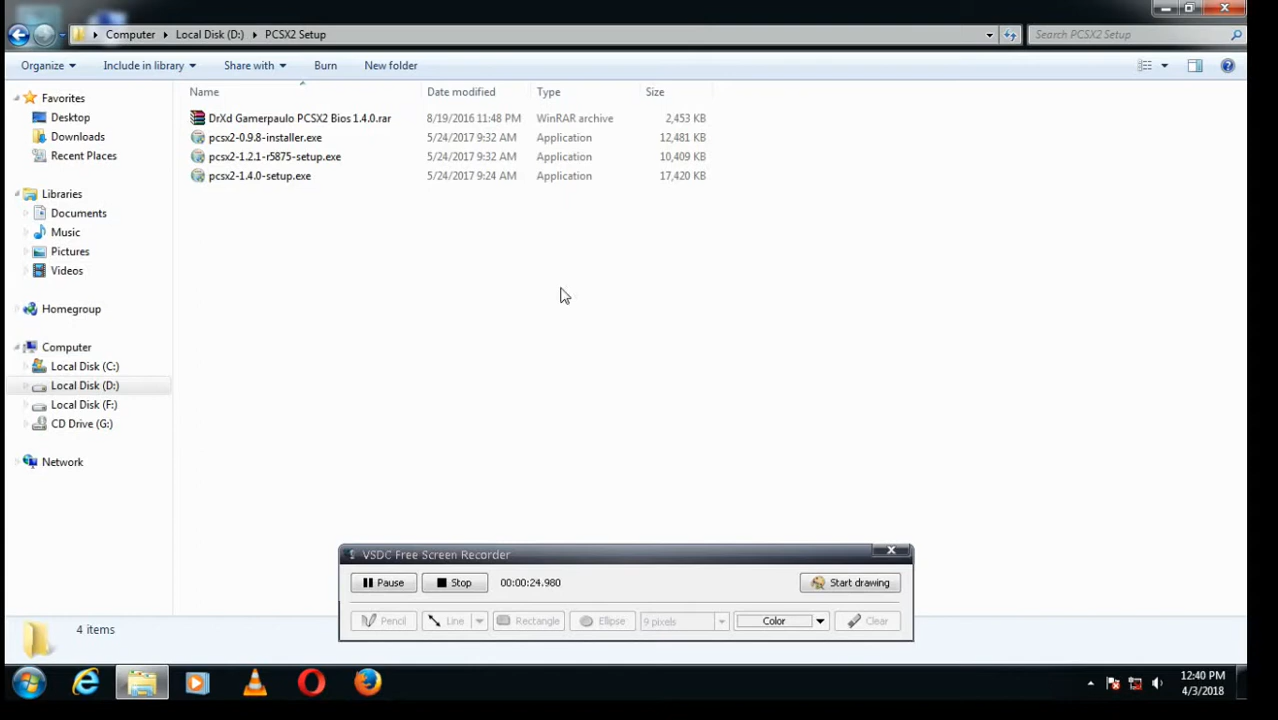 Computer Local Disk (D:) PCSX2 Setup Search PCSX2 Setup
Organize Include in library Share with Burn New folder
Favorites
Desktop
Downloads
Recent Places
Libraries
Documents
Music
Pictures
Videos
Homegroup
Computer
Local Disk (C:)
Local Disk (D:)
Local Disk (F:)
CD Drive (G:)
Network
Name Date modified Type Size
DrXd Gamerpaulo PCSX2 Bios 1.4.0.rar 8/19/2016 11:48 PM WinRAR archive 2,453 KB
pcsx2-0.9.8-installer.exe 5/24/2017 9:32 AM Application 12,481 KB
pcsx2-1.2.1-r5875-setup.exe 5/24/2017 9:32 AM Application 10,409 KB
pcsx2-1.4.0-setup.exe 5/24/2017 9:24 AM Application 17,420 KB
VSDC Free Screen Recorder
Pause Stop 00:00:24.980 Start drawing
Pencil Line Rectangle Ellipse 9 pixels Color Clear
4 items
12:40 PM
4/3/2018